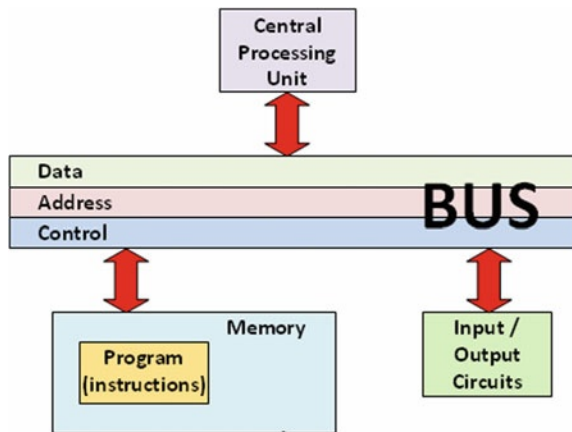 Central
Processing
Unit
Data
Address
Control
BUS
Memory
Program
(instructions)
Input /
Output
Circuits